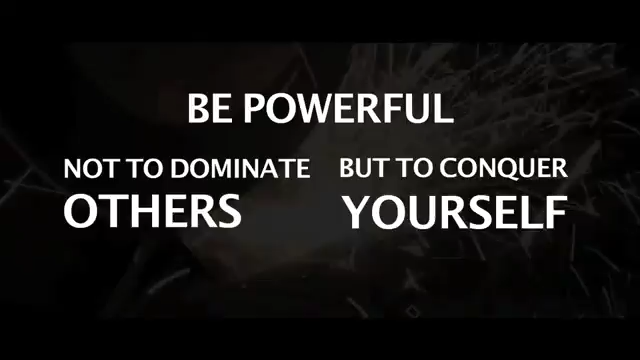 BE POWERFUL
NOT TO DOMINATE
OTHERS
BUT TO CONQUER
YOURSELF